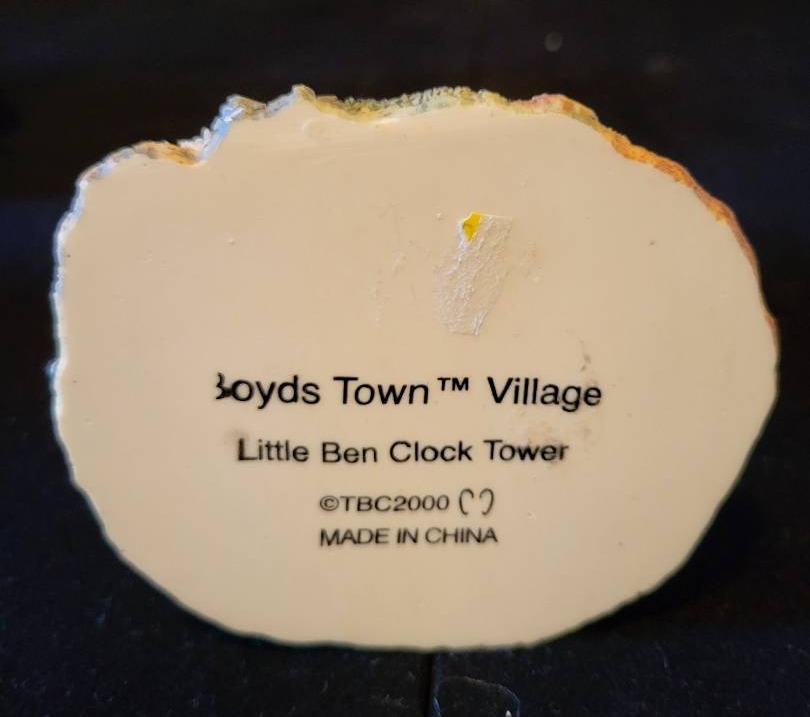 Boyds Town™ Village
Little Ben Clock Tower
©TBC2000
MADE IN CHINA